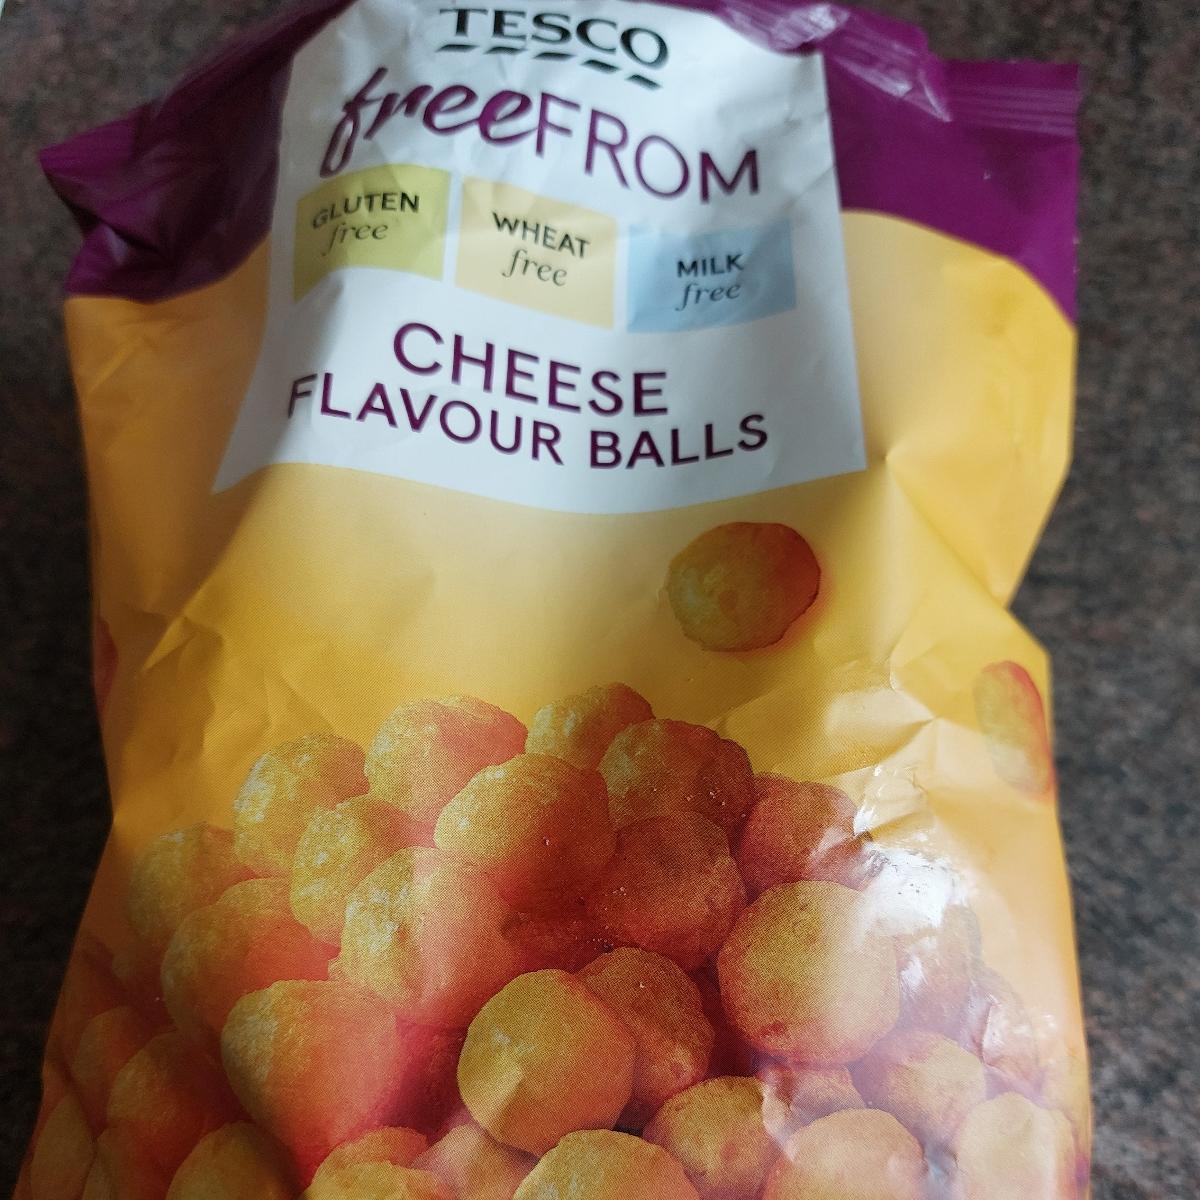 TESCO
freeFROM
GLUTEN free
WHEAT free
MILK free
CHEESE
FLAVOUR BALLS